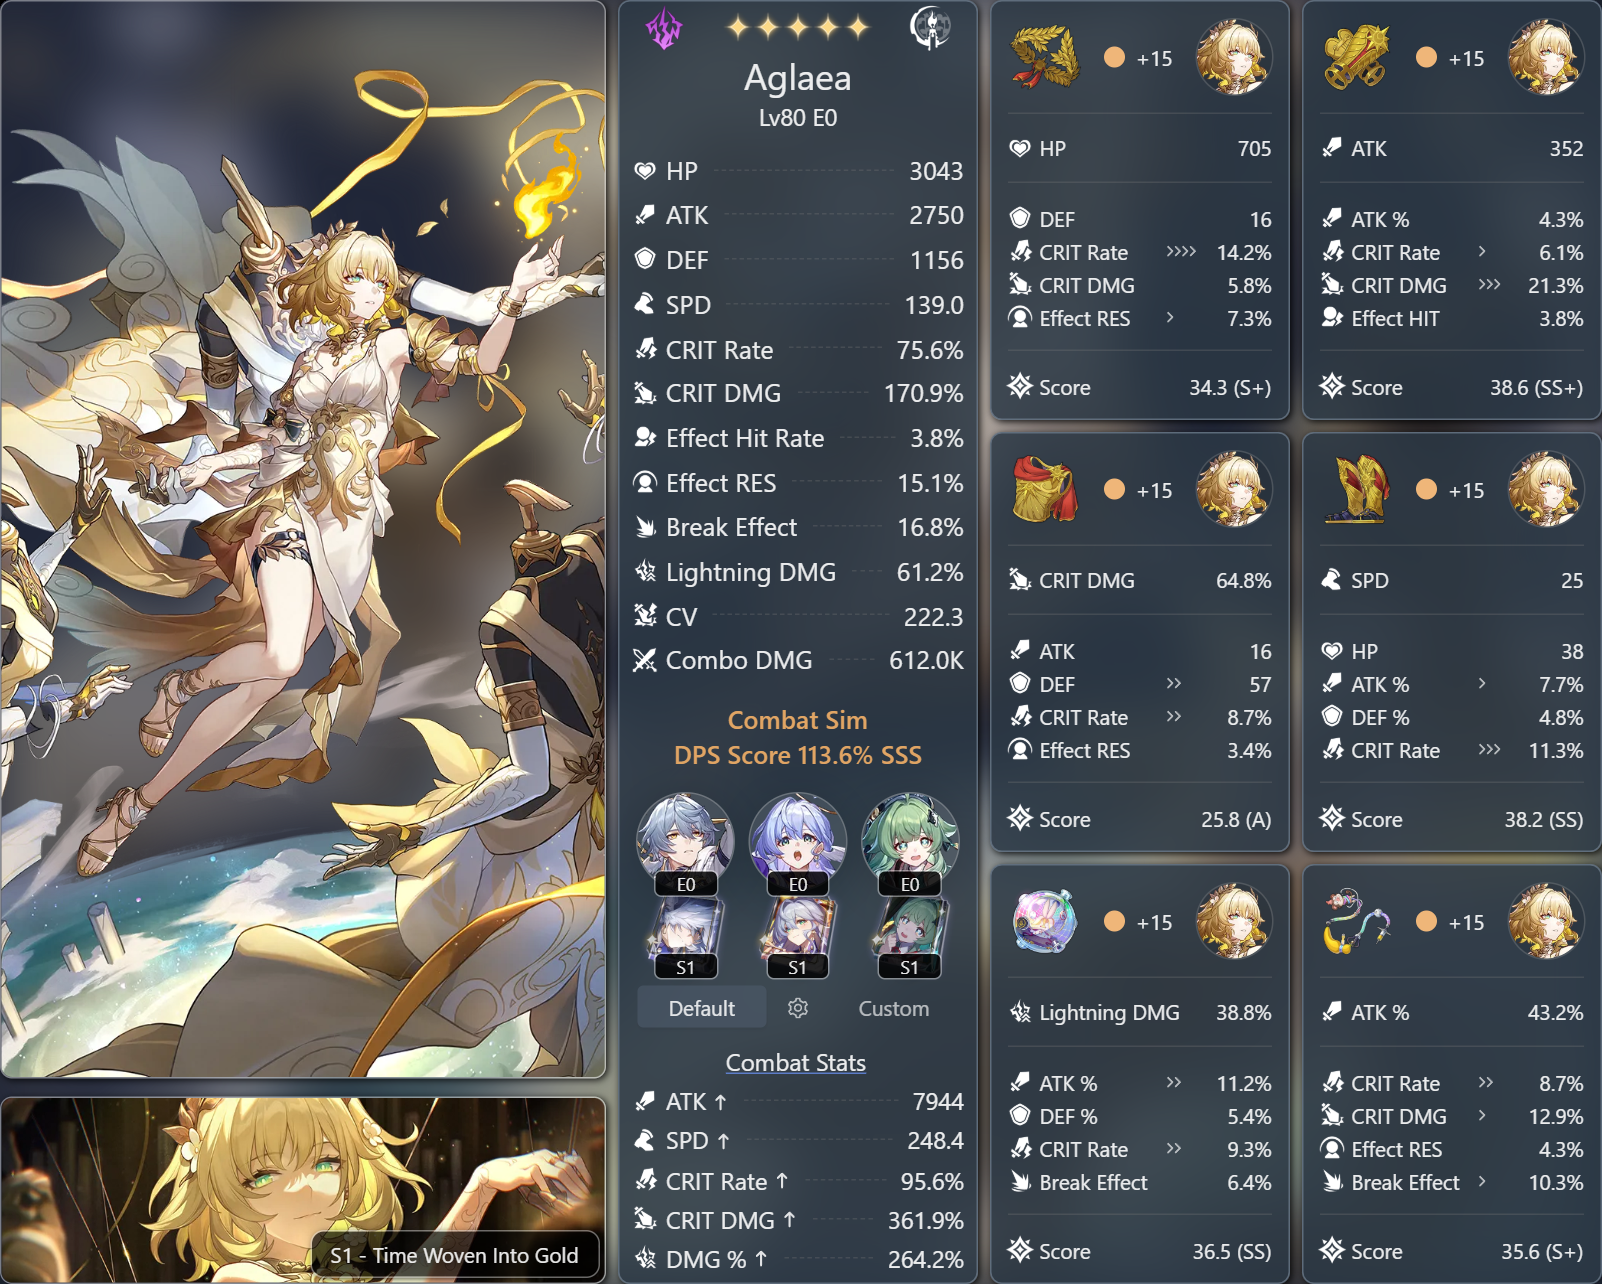 Aglaea
Lv80 E0
HP 3043
ATK 2750
DEF 1156
SPD 139.0
CRIT Rate 75.6%
CRIT DMG 170.9%
Effect Hit Rate 3.8%
Effect RES 15.1%
Break Effect 16.8%
Lightning DMG 61.2%
CV 222.3
Combo DMG 612.0K
Combat Sim
DPS Score 113.6% SSS
E0 E0 E0
S1 S1 S1
Default Custom
Combat Stats
ATK ↑ 7944
SPD ↑ 248.4
CRIT Rate ↑ 95.6%
CRIT DMG ↑ 361.9%
DMG % ↑ 264.2%
S1 - Time Woven Into Gold
+15
HP 705
DEF 16
CRIT Rate >>>> 14.2%
CRIT DMG 5.8%
Effect RES > 7.3%
Score 34.3 (S+)
+15
ATK 352
ATK % 4.3%
CRIT Rate > 6.1%
CRIT DMG >>> 21.3%
Effect HIT 3.8%
Score 38.6 (SS+)
+15
CRIT DMG 64.8%
ATK 16
DEF >> 57
CRIT Rate >> 8.7%
Effect RES 3.4%
Score 25.8 (A)
+15
SPD 25
HP 38
ATK % > 7.7%
DEF % 4.8%
CRIT Rate >>> 11.3%
Score 38.2 (SS)
+15
Lightning DMG 38.8%
ATK % >> 11.2%
DEF % 5.4%
CRIT Rate >> 9.3%
Break Effect 6.4%
Score 36.5 (SS)
+15
ATK % 43.2%
CRIT Rate >> 8.7%
CRIT DMG > 12.9%
Effect RES 4.3%
Break Effect > 10.3%
Score 35.6 (S+)